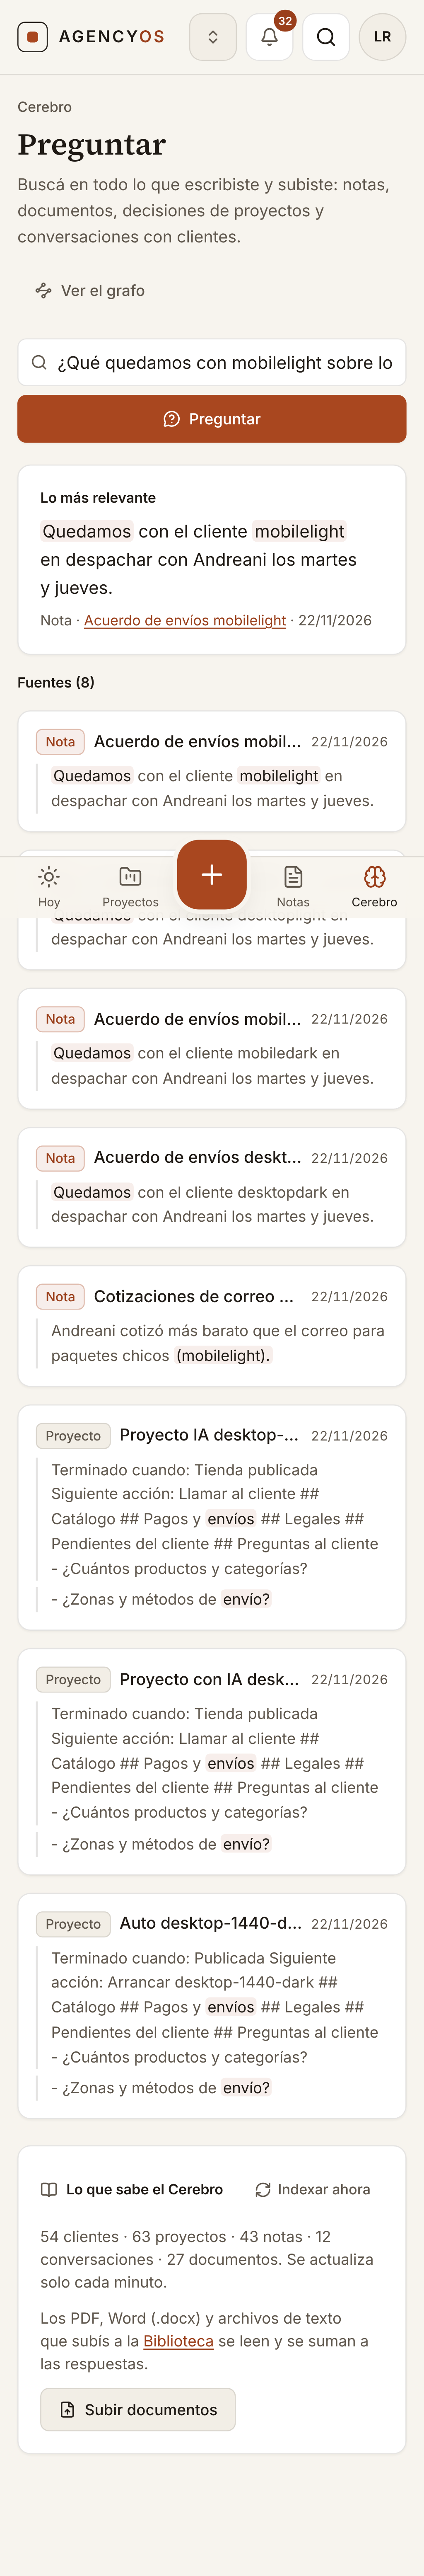 AGENCYOS
32
LR
Cerebro
Preguntar
Buscá en todo lo que escribiste y subiste: notas,
documentos, decisiones de proyectos y
conversaciones con clientes.
Ver el grafo
¿Qué quedamos con mobilelight sobre lo
Preguntar
Lo más relevante
Quedamos con el cliente mobilelight
en despachar con Andreani los martes
y jueves.
Nota · Acuerdo de envíos mobilelight · 22/11/2026
Fuentes (8)
Nota Acuerdo de envíos mobil... 22/11/2026
Quedamos con el cliente mobilelight en
despachar con Andreani los martes y jueves.
Hoy
Proyectos
Notas
Cerebro
Quedamos con el cliente desktoplight en
despachar con Andreani los martes y jueves.
Nota Acuerdo de envíos mobil... 22/11/2026
Quedamos con el cliente mobiledark en
despachar con Andreani los martes y jueves.
Nota Acuerdo de envíos deskt... 22/11/2026
Quedamos con el cliente desktopdark en
despachar con Andreani los martes y jueves.
Nota Cotizaciones de correo ... 22/11/2026
Andreani cotizó más barato que el correo para
paquetes chicos (mobilelight).
Proyecto Proyecto IA desktop-... 22/11/2026
Terminado cuando: Tienda publicada
Siguiente acción: Llamar al cliente ##
Catálogo ## Pagos y envíos ## Legales ##
Pendientes del cliente ## Preguntas al cliente
- ¿Cuántos productos y categorías?
- ¿Zonas y métodos de envío?
Proyecto Proyecto con IA desk... 22/11/2026
Terminado cuando: Tienda publicada
Siguiente acción: Llamar al cliente ##
Catálogo ## Pagos y envíos ## Legales ##
Pendientes del cliente ## Preguntas al cliente
- ¿Cuántos productos y categorías?
- ¿Zonas y métodos de envío?
Proyecto Auto desktop-1440-d... 22/11/2026
Terminado cuando: Publicada Siguiente
acción: Arrancar desktop-1440-dark ##
Catálogo ## Pagos y envíos ## Legales ##
Pendientes del cliente ## Preguntas al cliente
- ¿Cuántos productos y categorías?
- ¿Zonas y métodos de envío?
Lo que sabe el Cerebro
Indexar ahora
54 clientes · 63 proyectos · 43 notas · 12
conversaciones · 27 documentos. Se actualiza
solo cada minuto.
Los PDF, Word (.docx) y archivos de texto
que subís a la Biblioteca se leen y se suman a
las respuestas.
Subir documentos